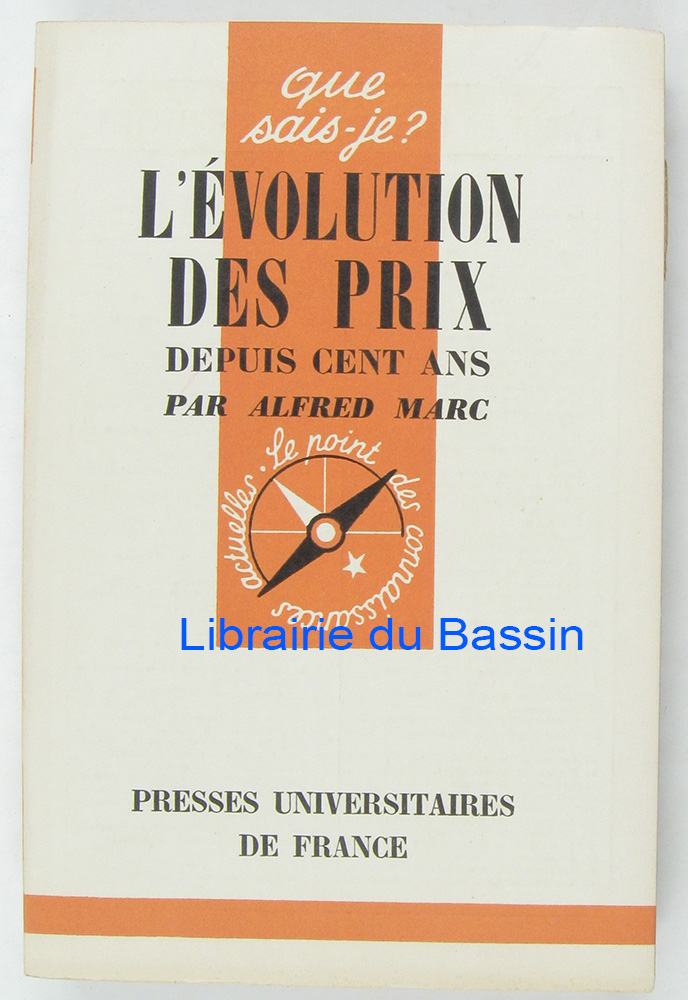 que
sais-je?
L'ÉVOLUTION
DES PRIX
DEPUIS CENT ANS
PAR ALFRED MARC
Le point des connaissances actuelles.
Librairie du Bassin
PRESSES UNIVERSITAIRES
DE FRANCE